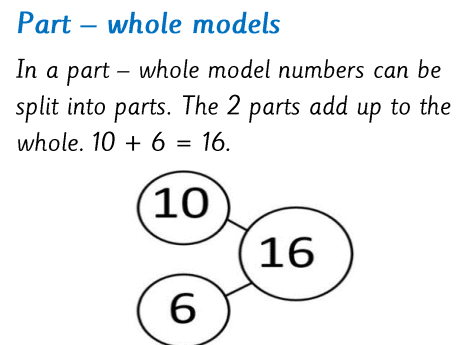 Part – whole models
In a part – whole model numbers can be
split into parts. The 2 parts add up to the
whole. 10 + 6 = 16.
10
16
6